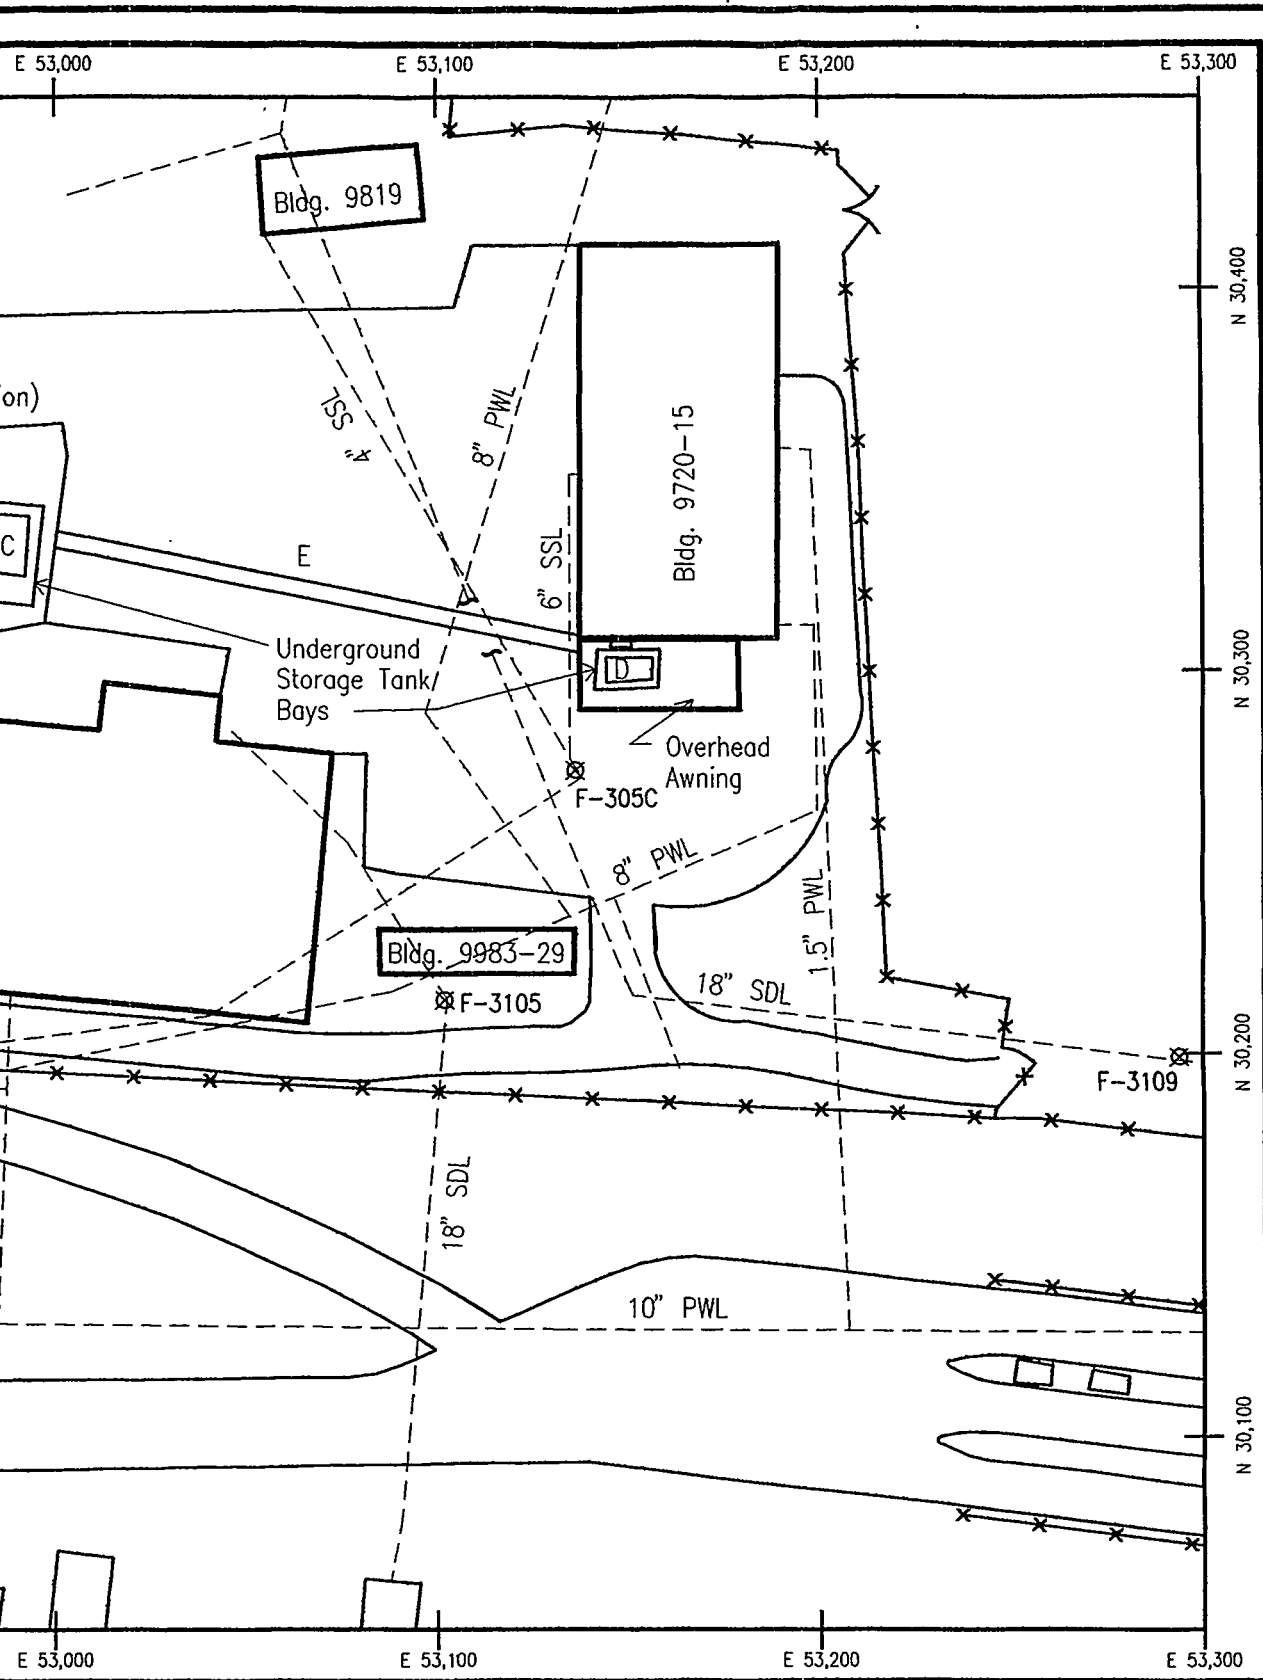 E 53,000
E 53,100
E 53,200
E 53,300
Bldg. 9819
N 30,400
on)
4" SSL
8" PWL
Bldg. 9720-15
C
E
6" SSL
Underground
Storage Tank
Bays
D
N 30,300
Overhead
Awning
F-305C
8" PWL
1.5" PWL
Bldg. 9983-29
F-3105
18" SDL
N 30,200
F-3109
18" SDL
10" PWL
N 30,100
E 53,000
E 53,100
E 53,200
E 53,300